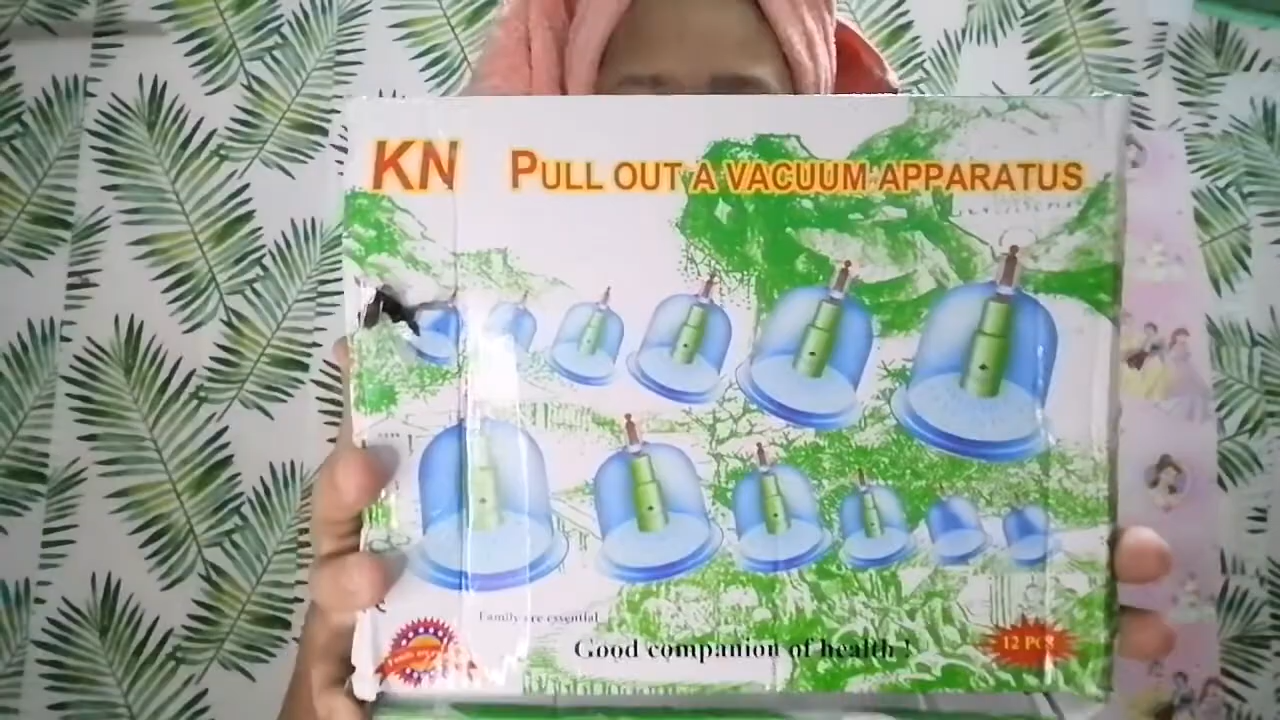 KN PULL OUT A VACUUM APPARATUS
Family are essential
Good companion of health !
12 PCS